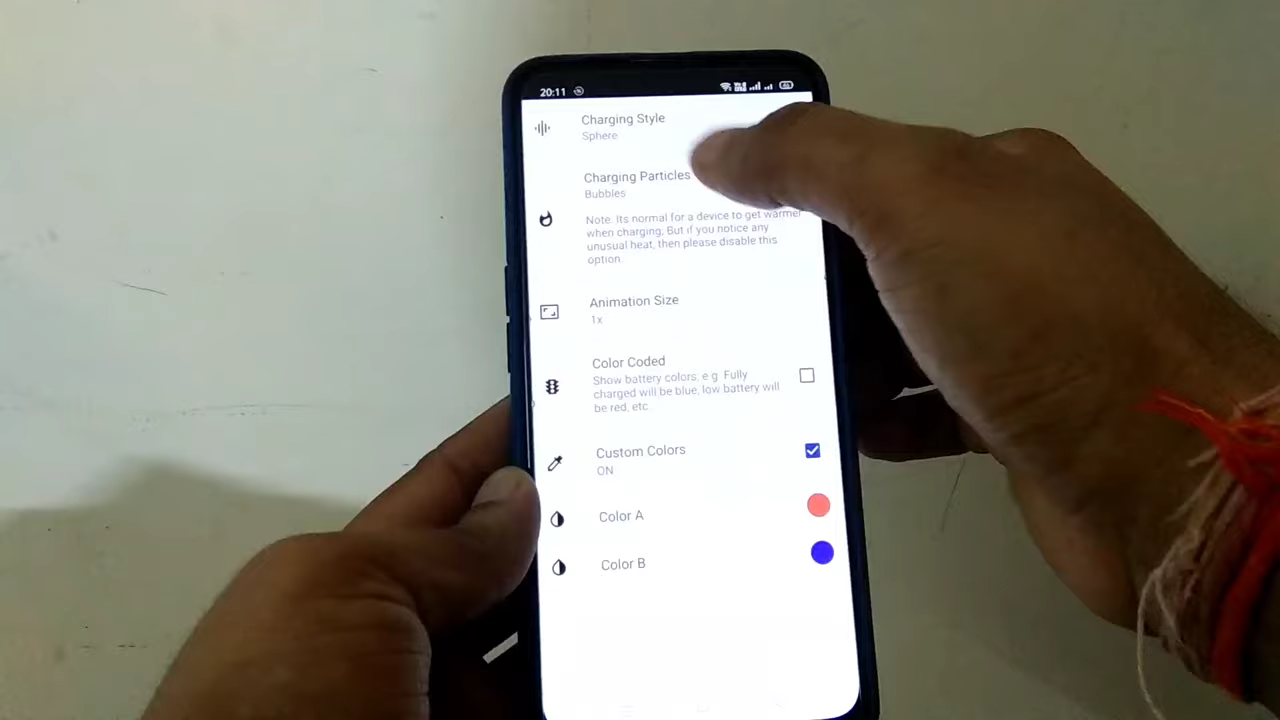 20:11
Charging Style
Sphere
Charging Particles
Bubbles
Note: Its normal for a device to get warmer
when charging. But if you notice any
unusual heat, then please disable this
option
Animation Size
1x
Color Coded
Show battery colors, e.g. Fully
charged will be blue, low battery will
be red, etc
Custom Colors
ON
Color A
Color B